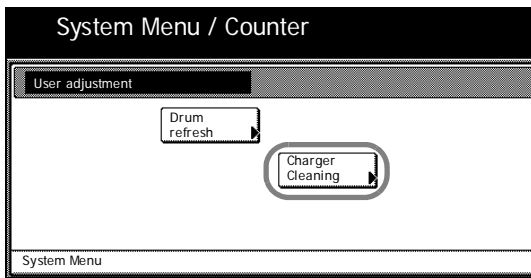 System Menu / Counter
User adjustment
Drum
refresh
Charger
Cleaning
System Menu